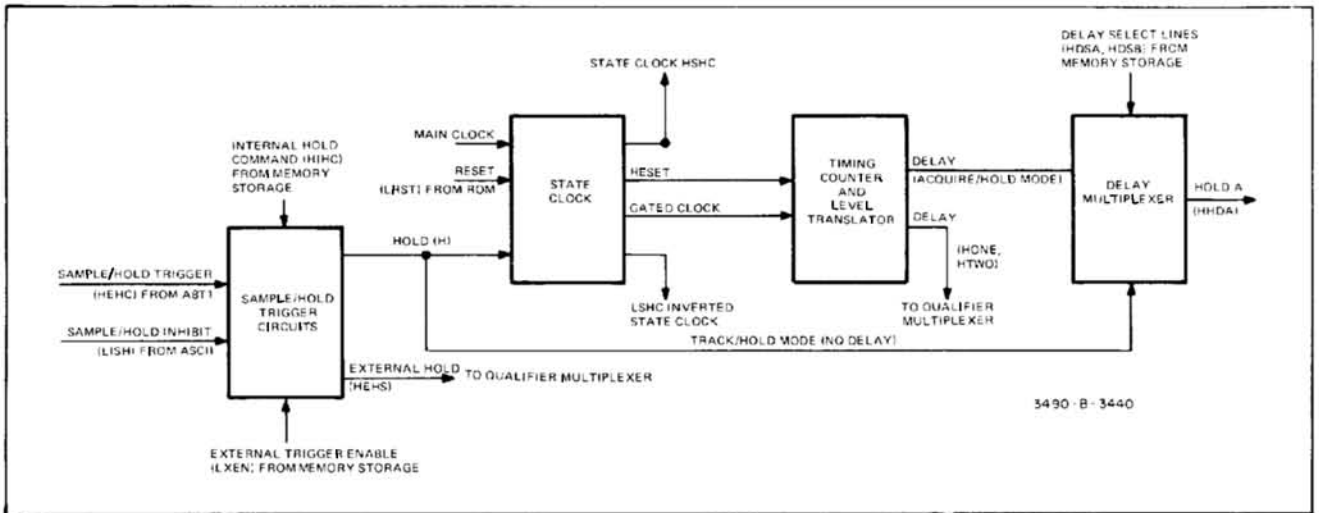 DELAY SELECT LINES
(HDSA, HDSB) FROM
MEMORY STORAGE
STATE CLOCK HSHC
INTERNAL HOLD
COMMAND (HIHC)
FROM MEMORY
STORAGE
MAIN CLOCK
RESET
(LHRST) FROM ROM
STATE
CLOCK
RESET
GATED CLOCK
TIMING
COUNTER
AND
LEVEL
TRANSLATOR
DELAY
(ACQUIRE/HOLD MODE)
DELAY
(HONE,
HTWO)
TO QUALIFIER
MULTIPLEXER
DELAY
MULTIPLEXER
HOLD A
(HHDA)
HOLD (H)
SAMPLE/HOLD TRIGGER
(HEHC) FROM ABT1
SAMPLE/HOLD INHIBIT
(LISH) FROM ASCII
SAMPLE/HOLD
TRIGGER
CIRCUITS
LSHC INVERTED
STATE CLOCK
TRACK/HOLD MODE (NO DELAY)
EXTERNAL HOLD
(HEHS)
TO QUALIFIER MULTIPLEXER
EXTERNAL TRIGGER ENABLE
(LXEN) FROM MEMORY STORAGE
3490-B-3440